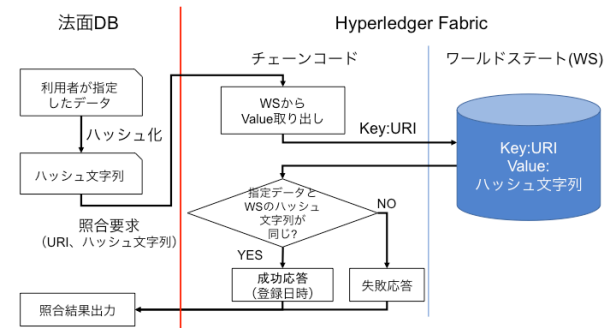 法面DB
Hyperledger Fabric
チェーンコード
ワールドステート(WS)
利用者が指定
したデータ
ハッシュ化
ハッシュ文字列
照合要求
（URI、ハッシュ文字列）
WSから
Value取り出し
Key:URI
Key:URI
Value:
ハッシュ文字列
指定データと
WSのハッシュ
文字列が
同じ?
NO
YES
成功応答
（登録日時）
失敗応答
照合結果出力